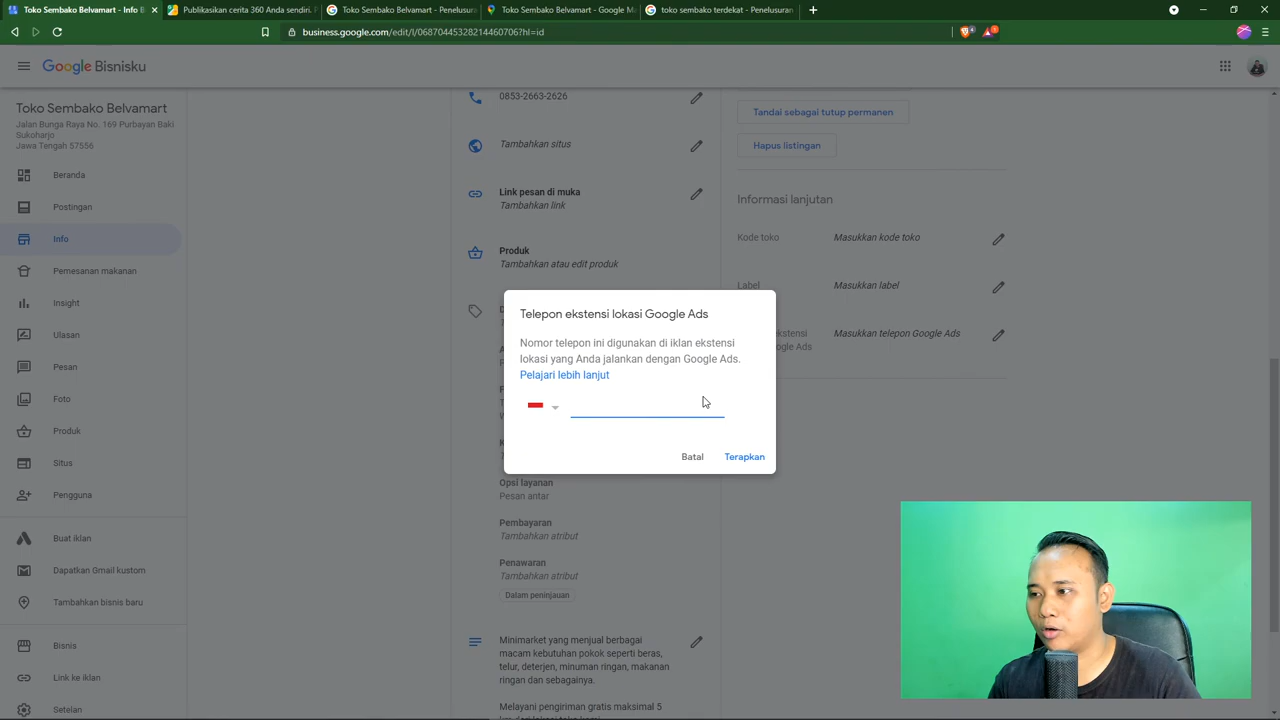 Toko Sembako Belvamart - Info B
Publikasikan cerita 360 Anda sendiri. F
Toko Sembako Belvamart - Penelusur
Toko Sembako Belvamart - Google M
toko sembako terdekat - Penelusuran
business.google.com/edit/l/06870445328214460706?hl=id
Google Bisnisku
Toko Sembako Belvamart
Jalan Bunga Raya No. 169 Purbayan Baki
Sukoharjo
Jawa Tengah 57556
Beranda
Postingan
Info
Pemesanan makanan
Insight
Ulasan
Pesan
Foto
Produk
Situs
Pengguna
Buat iklan
Dapatkan Gmail kustom
Tambahkan bisnis baru
Bisnis
Link ke iklan
Setelan
0853-2663-2626
Tambahkan situs
Link pesan di muka
Tambahkan link
Produk
Tambahkan atau edit produk
Opsi layanan
Pesan antar
Pembayaran
Tambahkan atribut
Penawaran
Tambahkan atribut
Dalam peninjauan
Minimarket yang menjual berbagai
macam kebutuhan pokok seperti beras,
telur, deterjen, minuman ringan, makanan
ringan dan sebagainya.
Melayani pengiriman gratis maksimal 5
Tandai sebagai tutup permanen
Hapus listingan
Informasi lanjutan
Kode toko
Masukkan kode toko
Label
Masukkan label
ekstensi
Masukkan telepon Google Ads
Ads
Telepon ekstensi lokasi Google Ads
Nomor telepon ini digunakan di iklan ekstensi
lokasi yang Anda jalankan dengan Google Ads.
Pelajari lebih lanjut
Batal
Terapkan